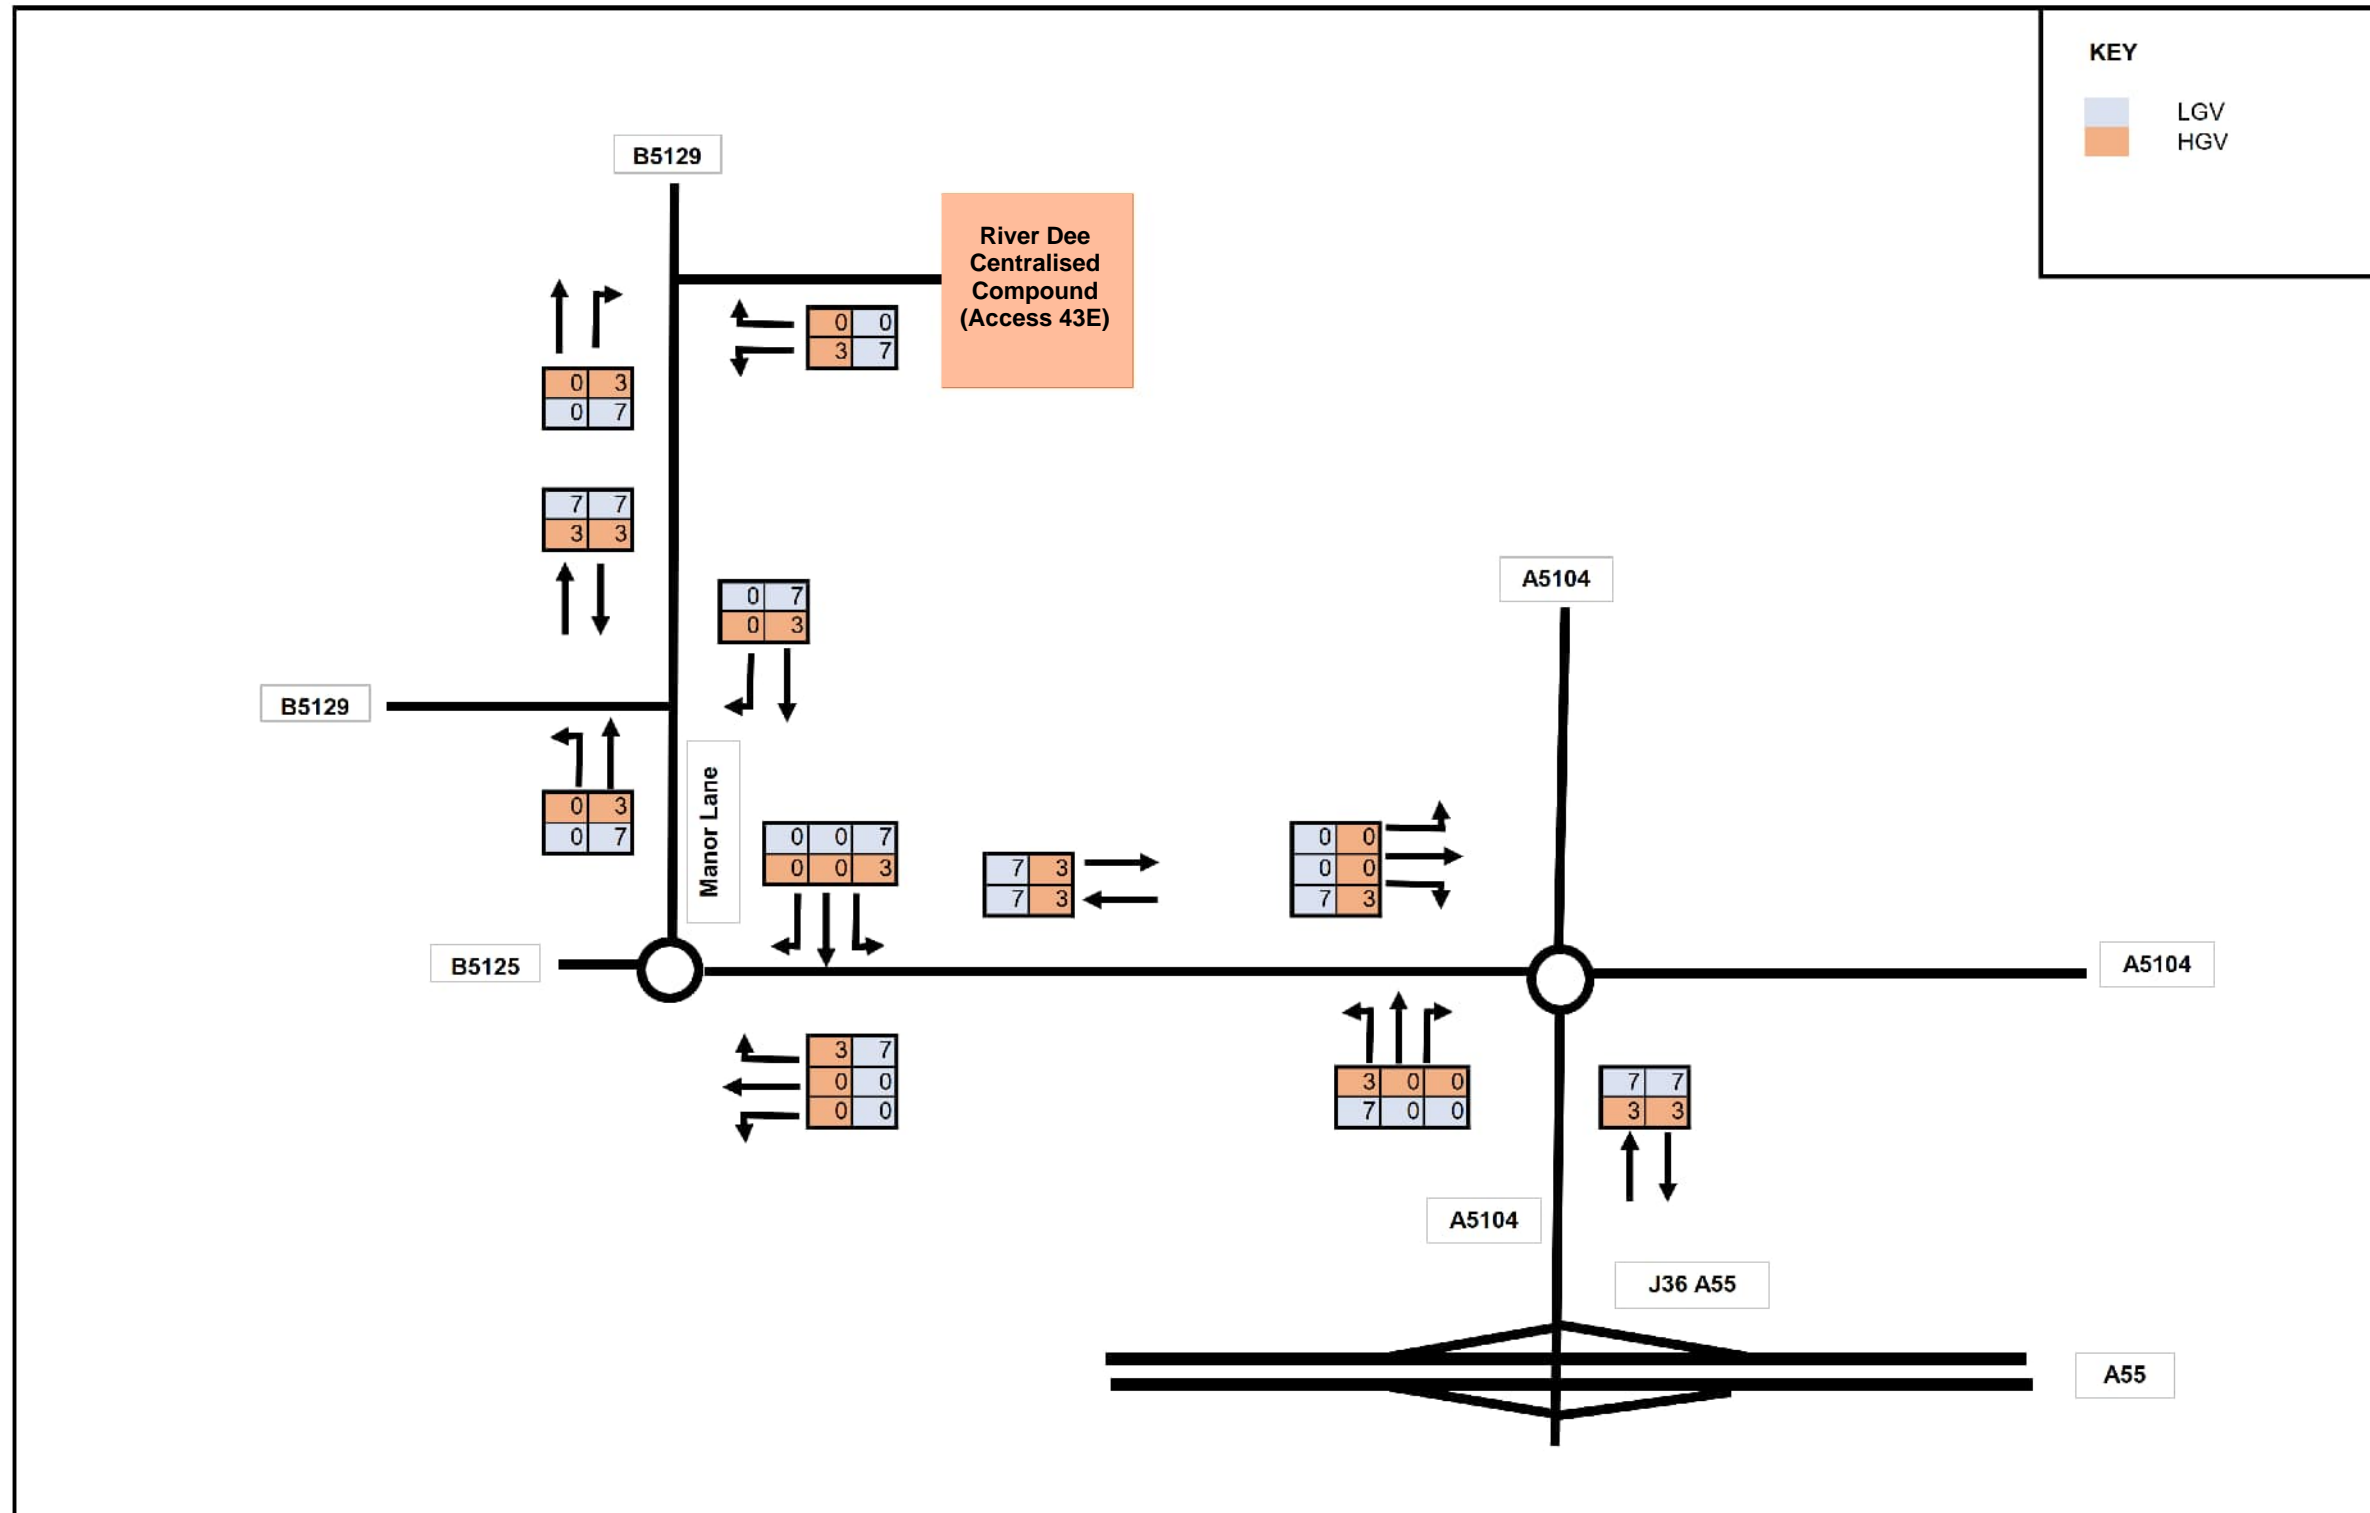 KEY
LGV
HGV
B5129
River Dee
Centralised
Compound
(Access 43E)
0 0
3 7
0 3
0 7
7 7
3 3
0 7
0 3
A5104
B5129
Manor Lane
0 3
0 7
0 0 7
0 0 3
7 3
7 3
0 0
0 0
7 3
B5125
A5104
3 7
0 0
0 0
3 0 0
7 0 0
7 7
3 3
A5104
J36 A55
A55